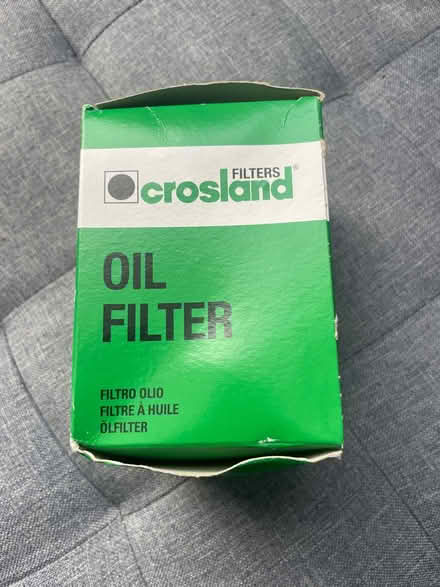 FILTERS
crosland®
OIL
FILTER
FILTRO OLIO
FILTRE À HUILE
ÖLFILTER